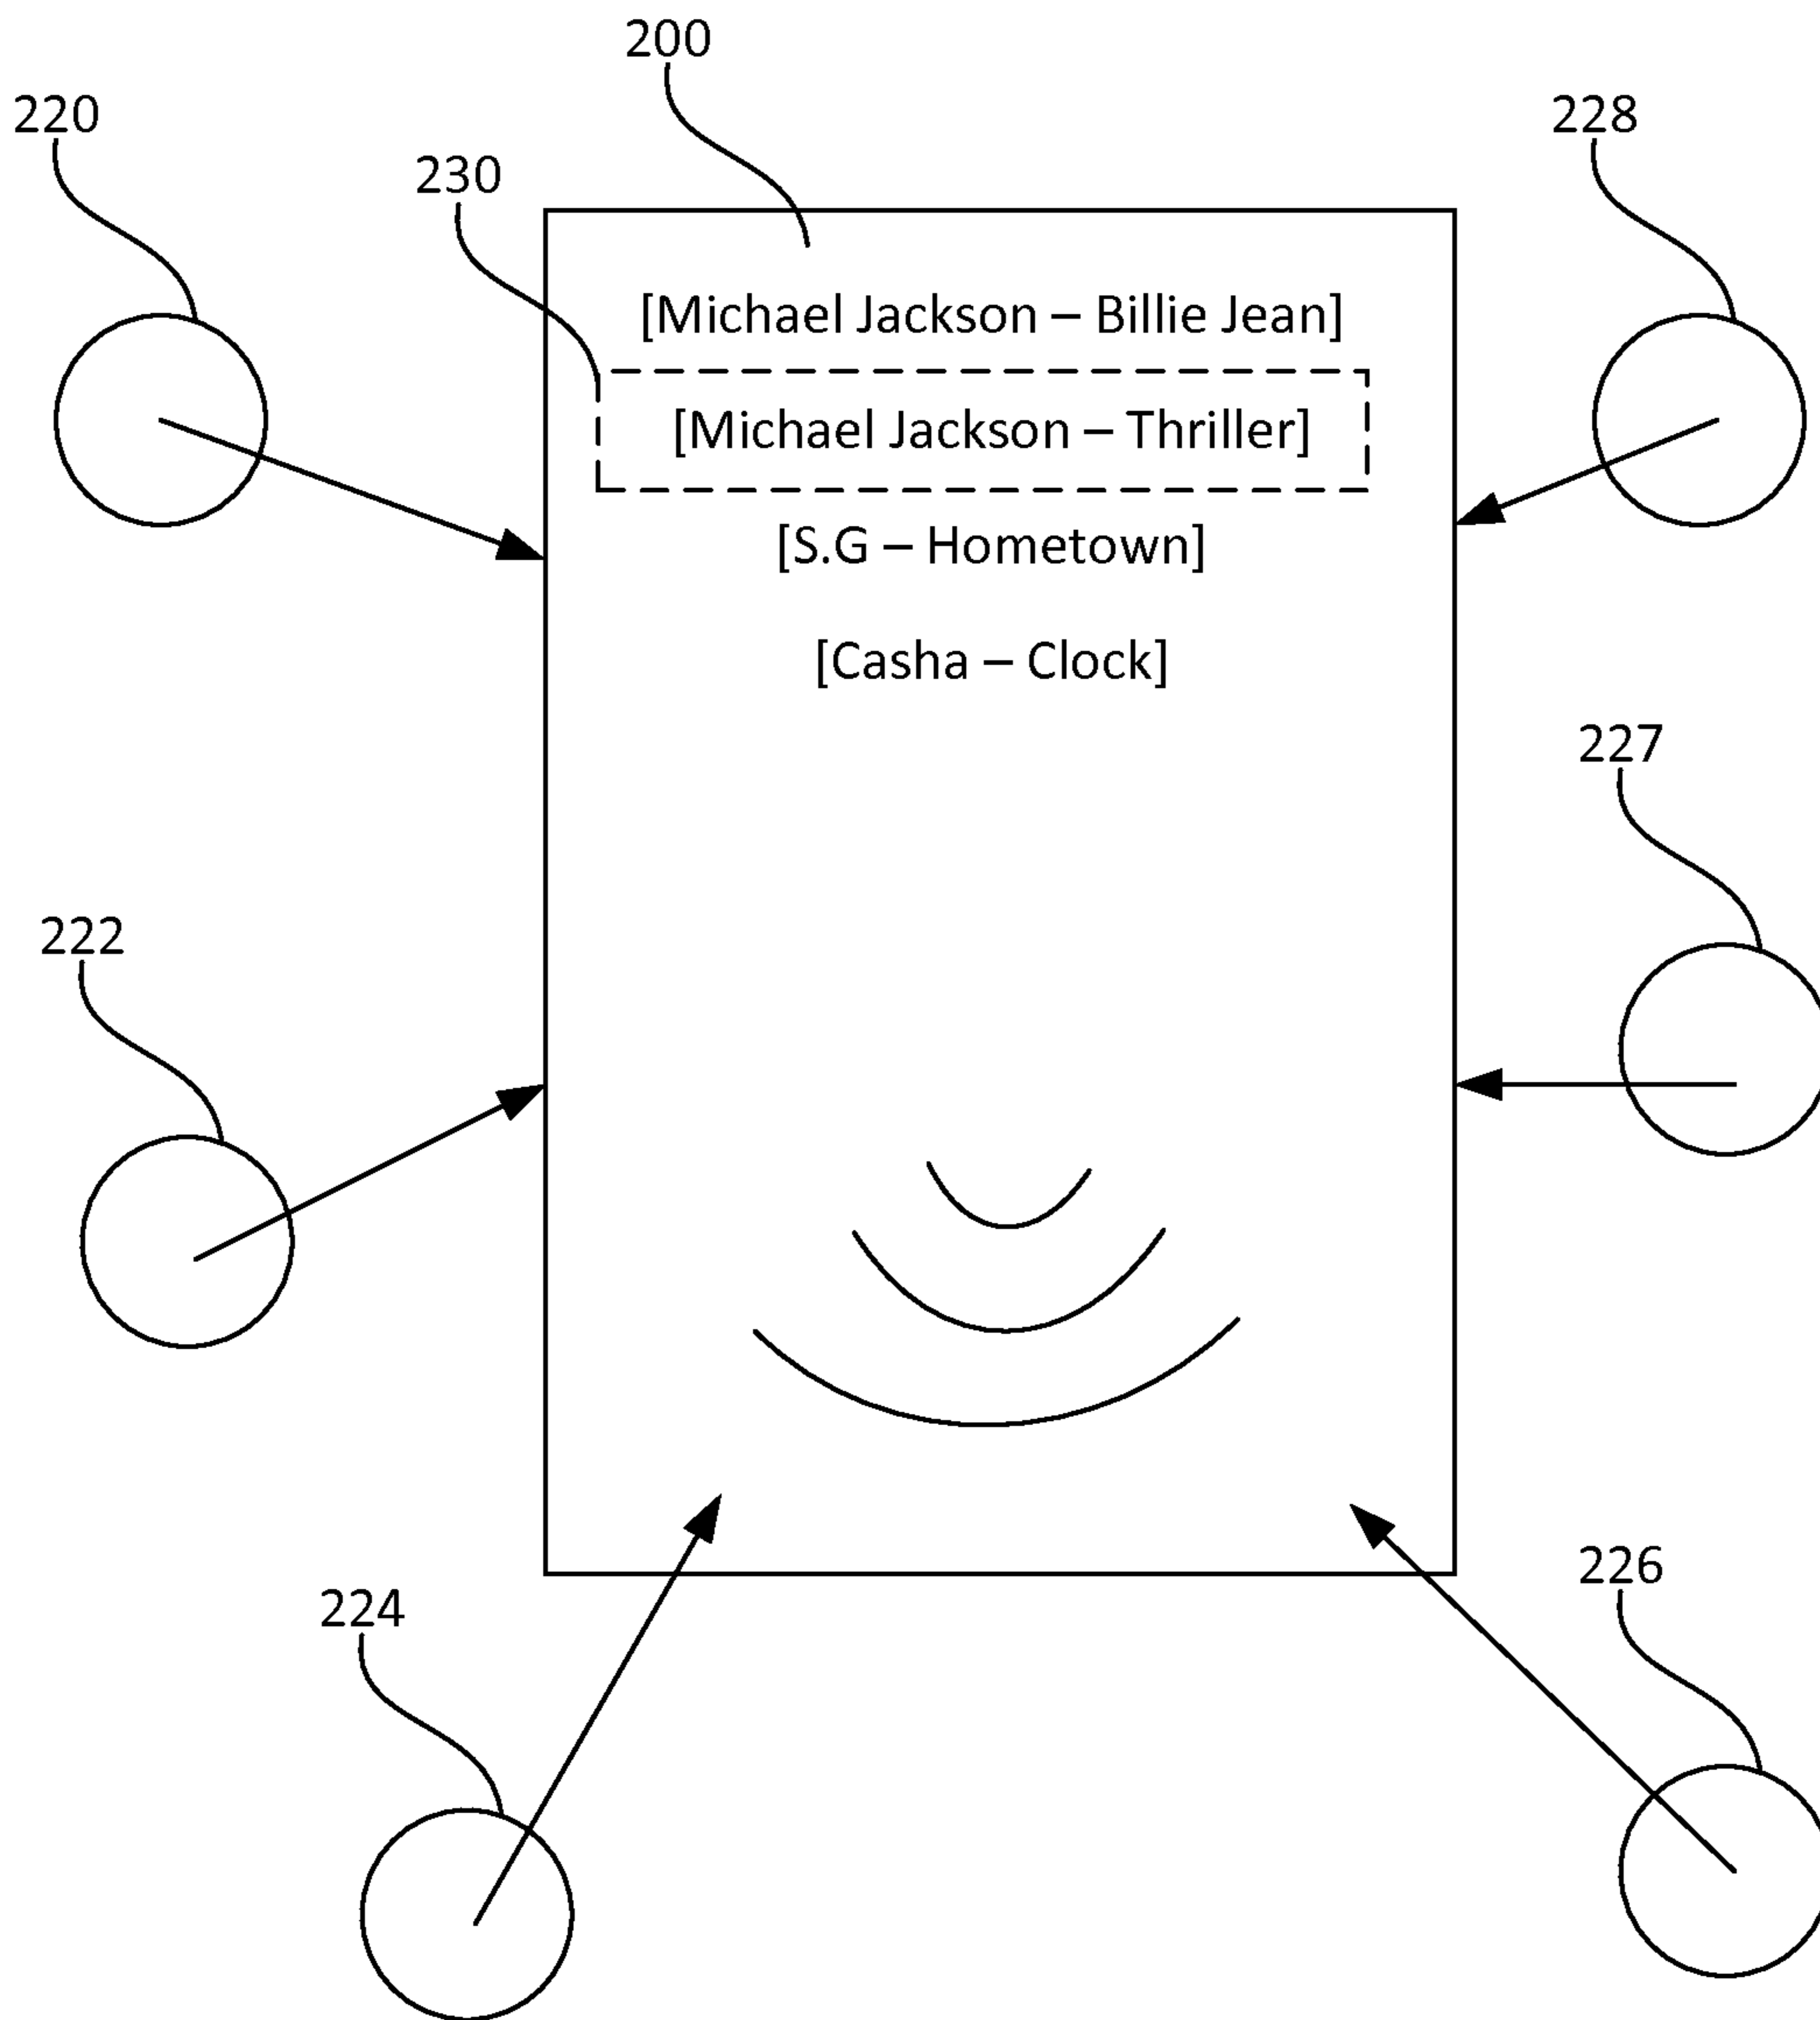 200
220
228
230
[Michael Jackson – Billie Jean]
[Michael Jackson – Thriller]
[S.G – Hometown]
[Casha – Clock]
227
222
226
224